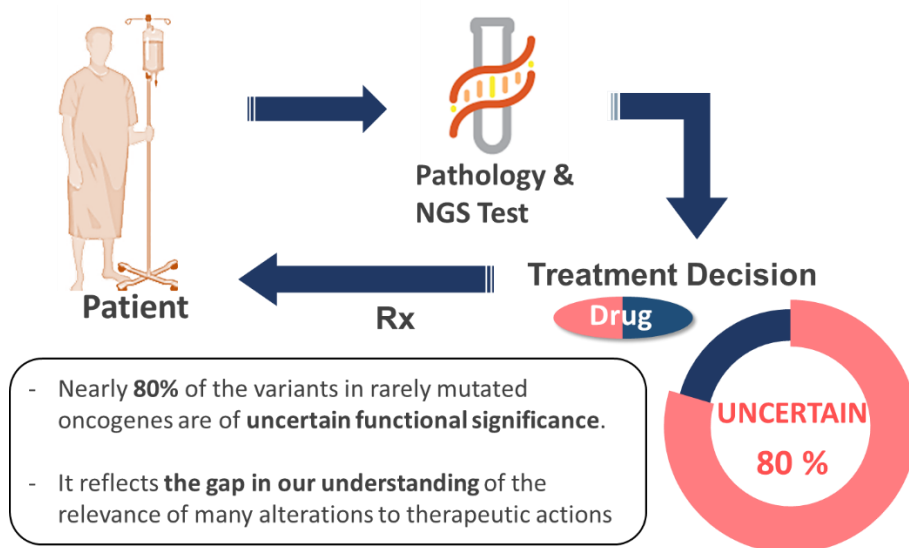 Pathology &
NGS Test
Treatment Decision
Drug
Patient
Rx
- Nearly 80% of the variants in rarely mutated
oncogenes are of uncertain functional significance.
- It reflects the gap in our understanding of the
relevance of many alterations to therapeutic actions
UNCERTAIN
80 %